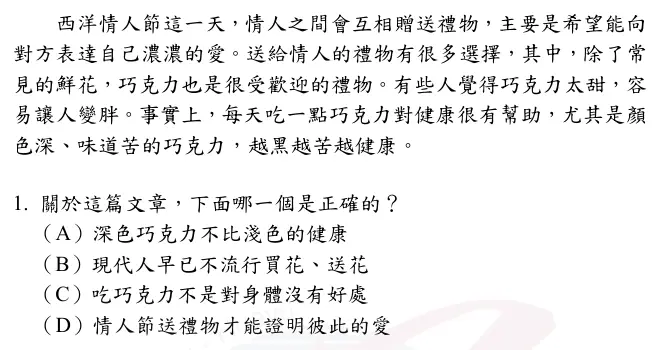 西洋情人節這一天，情人之間會互相贈送禮物，主要是希望能向
對方表達自己濃濃的愛。送給情人的禮物有很多選擇，其中，除了常
見的鮮花，巧克力也是很受歡迎的禮物。有些人覺得巧克力太甜，容
易讓人變胖。事實上，每天吃一點巧克力對健康很有幫助，尤其是顏
色深、味道苦的巧克力，越黑越苦越健康。
1. 關於這篇文章，下面哪一個是正確的？
（A）深色巧克力不比淺色的健康
（B）現代人早已不流行買花、送花
（C）吃巧克力不是對身體沒有好處
（D）情人節送禮物才能證明彼此的愛